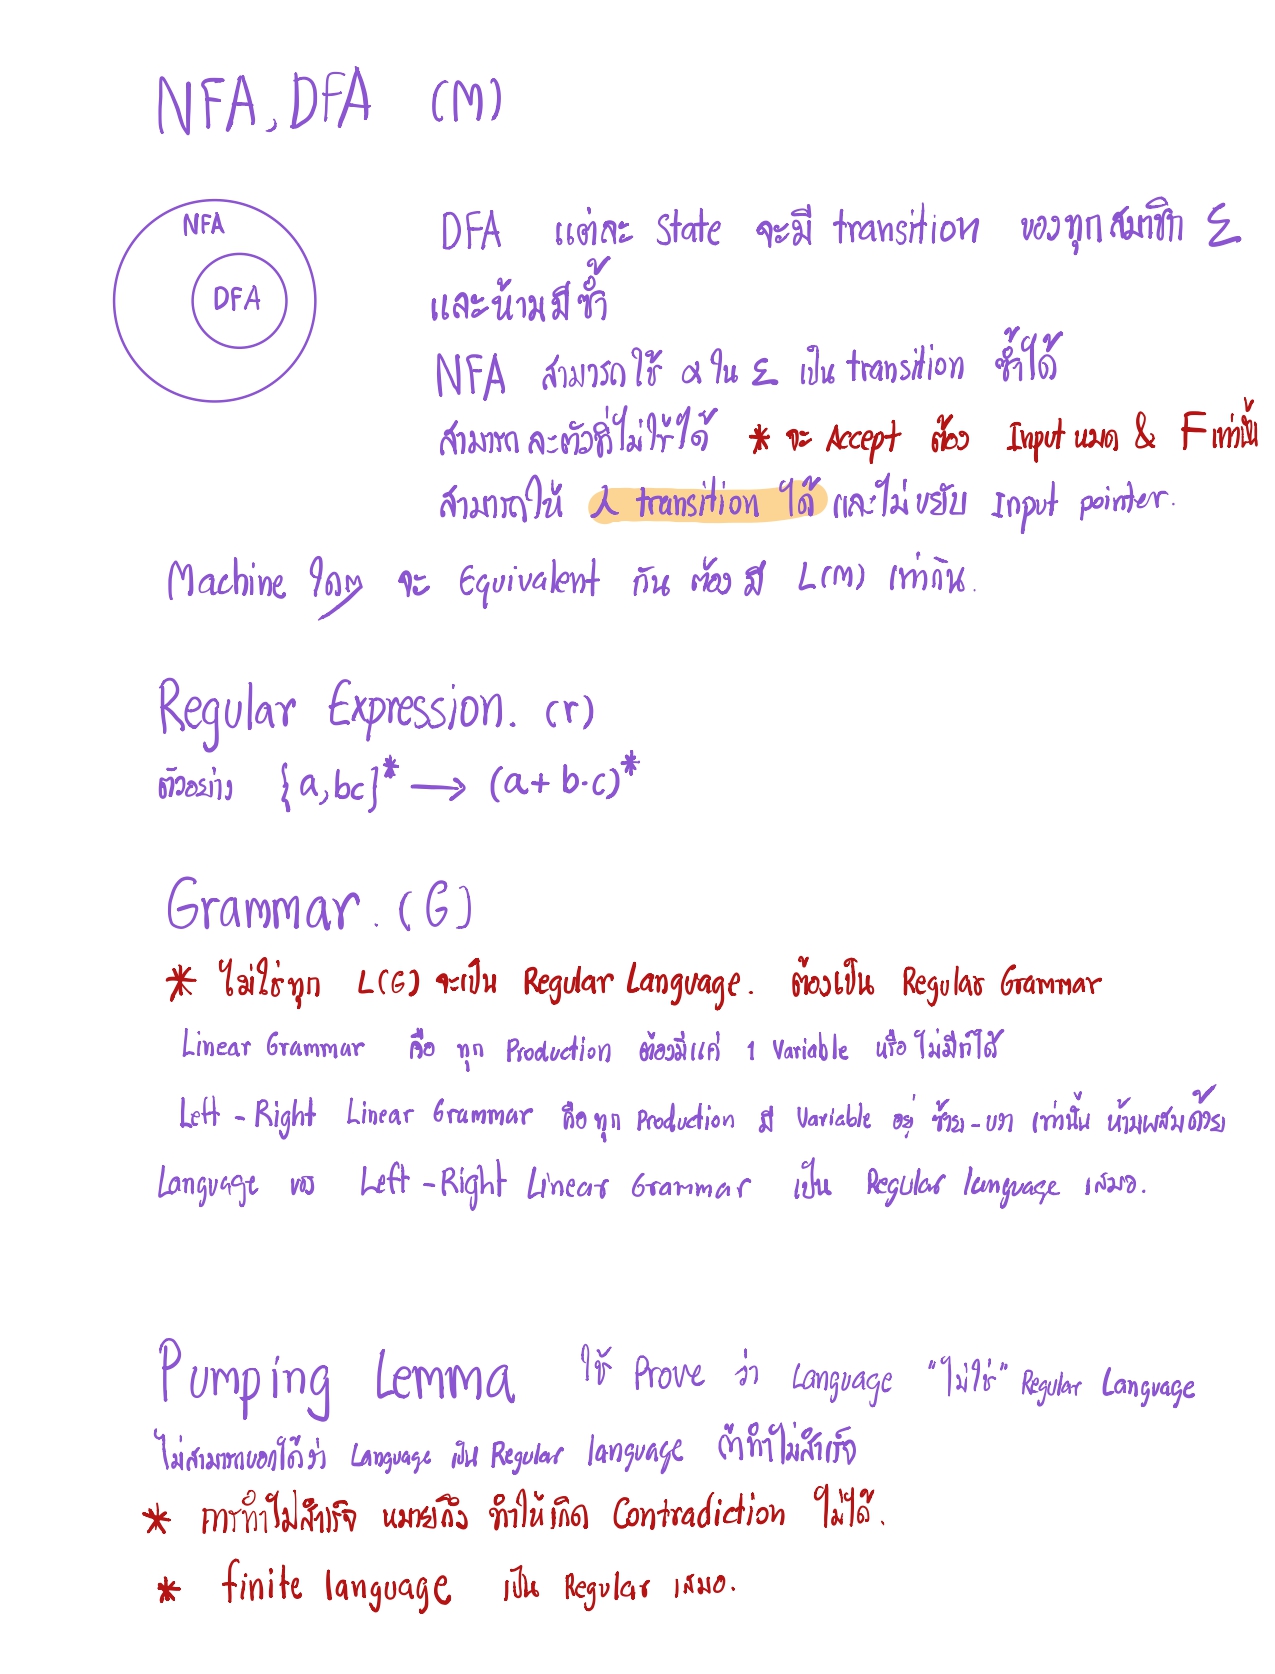 NFA, DFA (M)
NFA
DFA
DFA แต่ละ State จะมี transition ของทุกสมาชิก Σ
และห้ามมีซ้ำ
NFA สามารถใช้ α ใน Σ เป็น transition ซ้ำได้
สามารถละตัวที่ไม่ใช้ได้ * จะ Accept ต้อง Input หมด & F เท่านั้น
สามารถให้ λ transition ได้ และไม่ขยับ Input pointer.
Machine ใดๆ จะ Equivalent กัน ต้องมี L(M) เท่ากัน.
Regular Expression. (r)
ตัวอย่าง {a, bc}* → (a + b·c)*
Grammar. (G)
* ไม่ใช่ทุก L(G) จะเป็น Regular Language. ต้องเป็น Regular Grammar
Linear Grammar คือ ทุก Production ต้องมีแค่ 1 Variable หรือไม่มีก็ได้
Left - Right Linear Grammar คือทุก Production มี Variable อยู่ ซ้าย - ขวา เท่านั้น ห้ามผสมด้วย
Language ของ Left - Right Linear Grammar เป็น Regular language เสมอ.
Pumping Lemma ใช้ Prove ว่า Language "ไม่ใช่" Regular Language
ไม่สามารถบอกได้ว่า Language เป็น Regular language ถ้าทำไม่สำเร็จ
* การทำไม่สำเร็จ หมายถึง ทำให้เกิด Contradiction ไม่ได้.
* finite language เป็น Regular เสมอ.